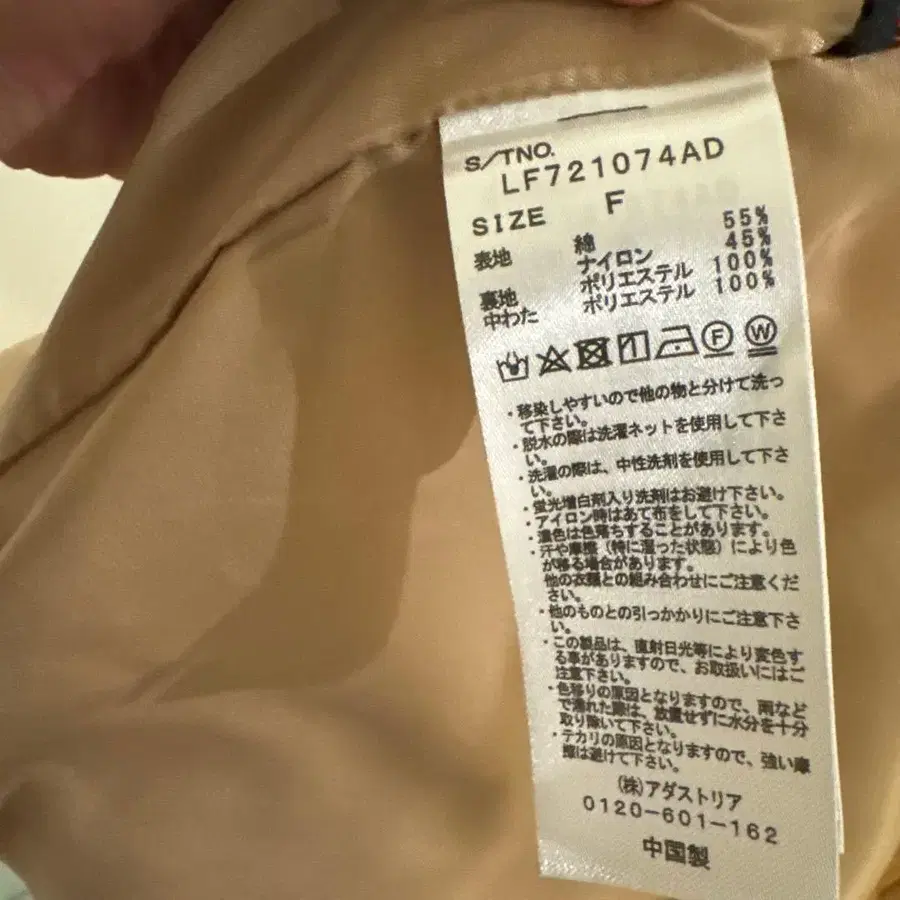 S/TNO.
LF721074AD
SIZE F
表地 綿 55%
ナイロン 45%
裏地 ポリエステル 100%
中わた ポリエステル 100%
F W
・移染しやすいので他の物と分けて洗っ
て下さい。
・脱水の際は洗濯ネットを使用して下さ
い。
・洗濯の際は、中性洗剤を使用して下さ
い。
・蛍光増白剤入り洗剤はお避け下さい。
・アイロン時はあて布をして下さい。
・濃色は色落ちすることがあります。
・汗や摩擦（特に湿った状態）により色
が移る場合があります。
他の衣類との組み合わせにご注意くだ
さい。
・他のものとの引っかかりにご注意下さ
い。
・この製品は、直射日光等により変色す
る事がありますので、お取扱いにはご
注意下さい。
・色移りの原因となりますので、雨など
で濡れた際は、放置せずに水分を十分
取り除いて下さい。
・テカリの原因となりますので、強い摩
擦は避けて下さい。
(株)アダストリア
0120-601-162
中国製